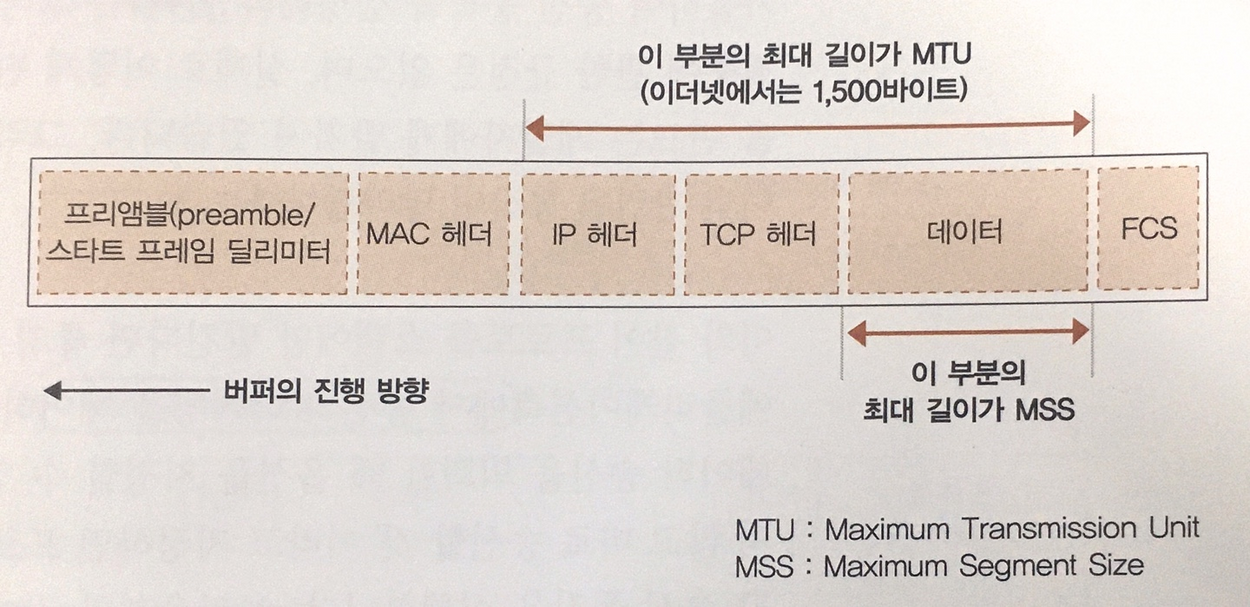 이 부분의 최대 길이가 MTU
(이더넷에서는 1,500바이트)
프리앰블(preamble/
스타트 프레임 딜리미터
MAC 헤더
IP 헤더
TCP 헤더
데이터
FCS
버퍼의 진행 방향
이 부분의
최대 길이가 MSS
MTU : Maximum Transmission Unit
MSS : Maximum Segment Size